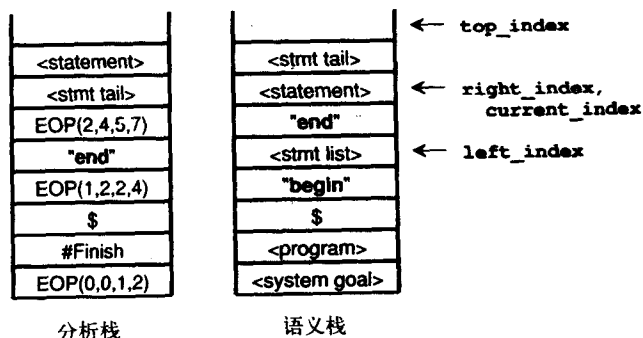 top_index
<statement>
<stmt tail>
EOP(2,4,5,7)
"end"
EOP(1,2,2,4)
$
#Finish
EOP(0,0,1,2)
分析栈
<stmt tail>
<statement>
"end"
<stmt list>
"begin"
$
<program>
<system goal>
语义栈
right_index,
current_index
left_index